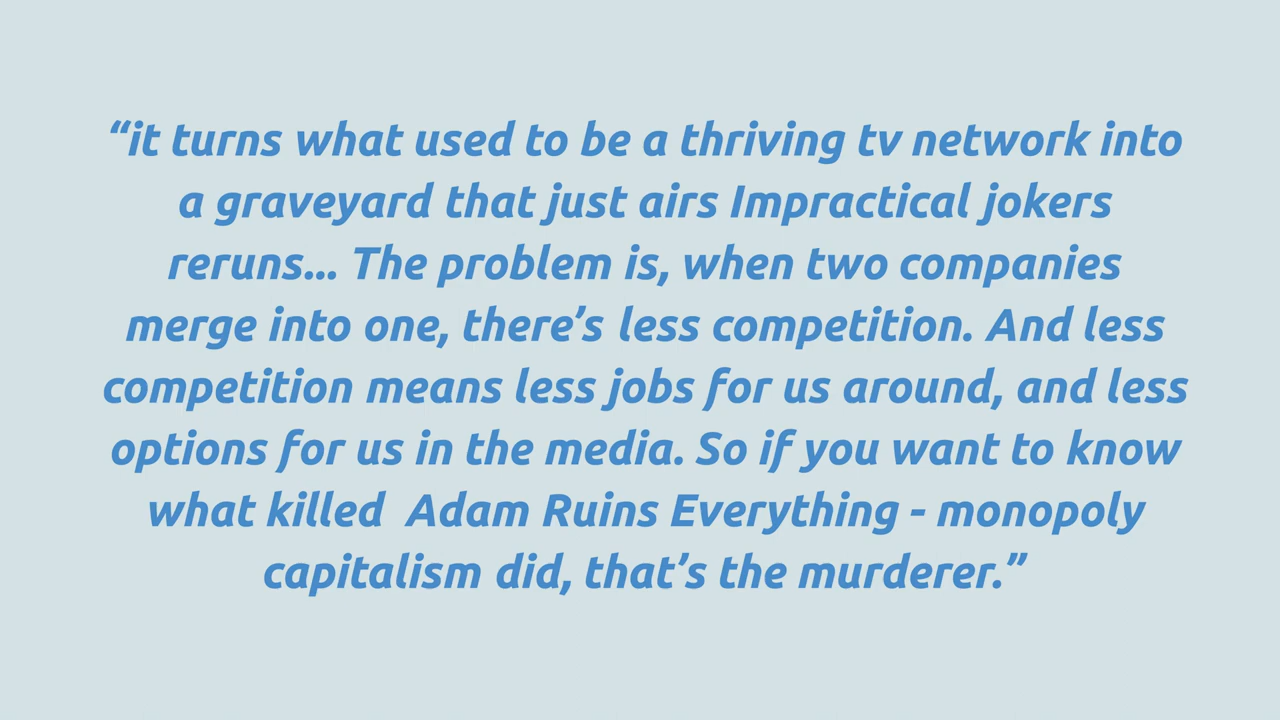 “it turns what used to be a thriving tv network into
a graveyard that just airs Impractical jokers
reruns... The problem is, when two companies
merge into one, there’s less competition. And less
competition means less jobs for us around, and less
options for us in the media. So if you want to know
what killed  Adam Ruins Everything - monopoly
capitalism did, that’s the murderer.”